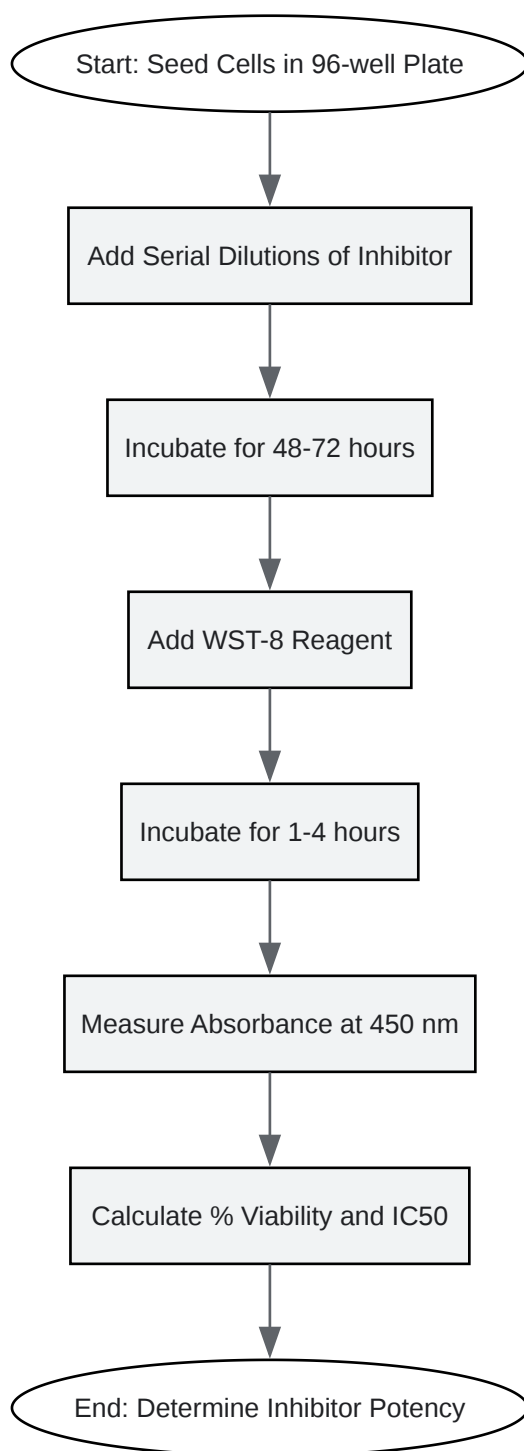 Start: Seed Cells in 96-well Plate
Add Serial Dilutions of Inhibitor
Incubate for 48-72 hours
Add WST-8 Reagent
Incubate for 1-4 hours
Measure Absorbance at 450 nm
Calculate % Viability and IC50
End: Determine Inhibitor Potency